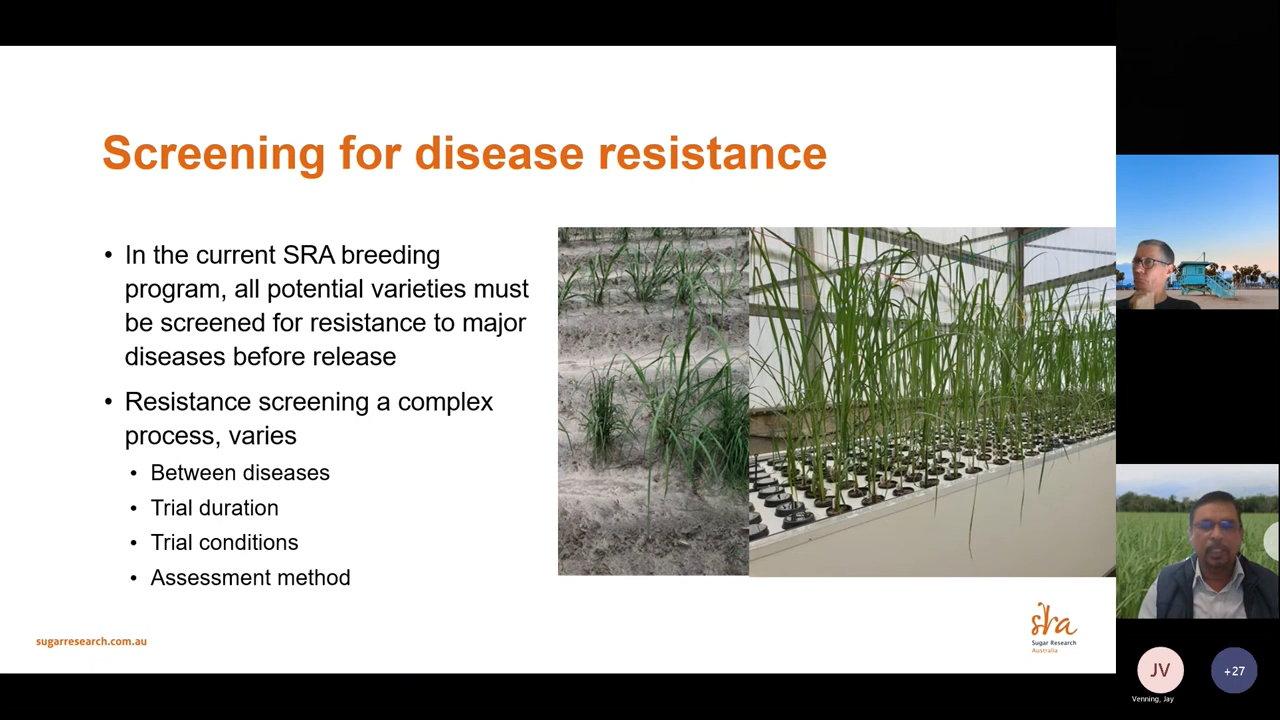 Screening for disease resistance
• In the current SRA breeding
program, all potential varieties must
be screened for resistance to major
diseases before release
• Resistance screening a complex
process, varies
• Between diseases
• Trial duration
• Trial conditions
• Assessment method
sugarresearch.com.au
sra
Sugar Research
Australia
JV
+27
Venning, Jay